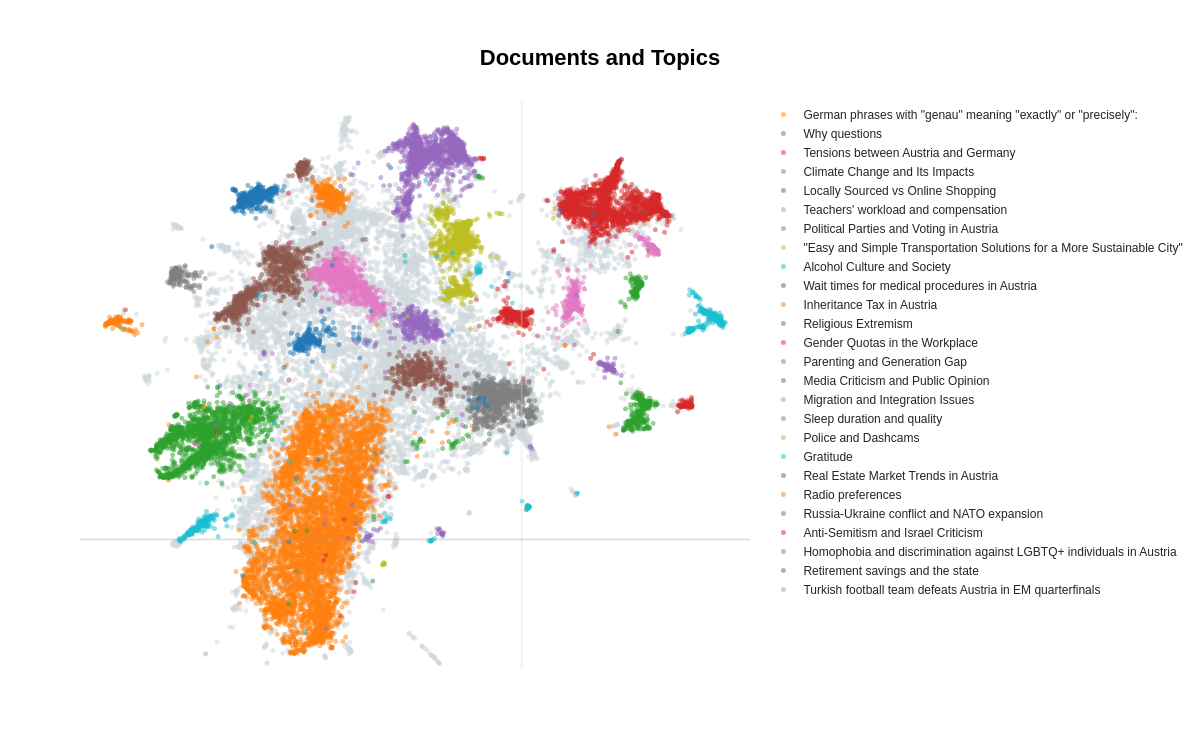 Documents and Topics
German phrases with "genau" meaning "exactly" or "precisely":
Why questions
Tensions between Austria and Germany
Climate Change and Its Impacts
Locally Sourced vs Online Shopping
Teachers' workload and compensation
Political Parties and Voting in Austria
"Easy and Simple Transportation Solutions for a More Sustainable City"
Alcohol Culture and Society
Wait times for medical procedures in Austria
Inheritance Tax in Austria
Religious Extremism
Gender Quotas in the Workplace
Parenting and Generation Gap
Media Criticism and Public Opinion
Migration and Integration Issues
Sleep duration and quality
Police and Dashcams
Gratitude
Real Estate Market Trends in Austria
Radio preferences
Russia-Ukraine conflict and NATO expansion
Anti-Semitism and Israel Criticism
Homophobia and discrimination against LGBTQ+ individuals in Austria
Retirement savings and the state
Turkish football team defeats Austria in EM quarterfinals